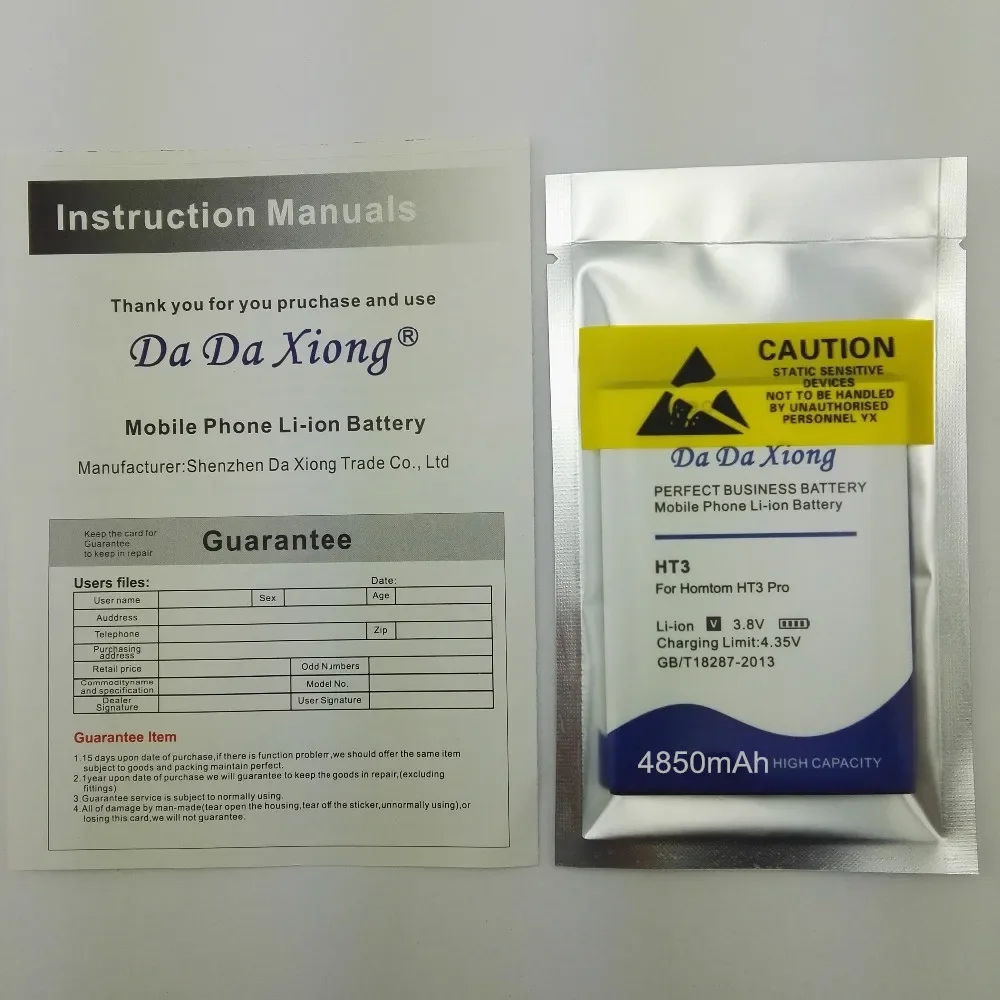 Instruction Manuals
Thank you for you pruchase and use
Da Da Xiong®
Mobile Phone Li-ion Battery
Manufacturer:Shenzhen Da Xiong Trade Co., Ltd
Keep the card for
Guarantee
to keep in repair
Guarantee
Users files:
Date:
User name
Sex
Age
Auddress
Telephone
Zip
Purchasing
address
Retail price
Odd Numbers
Commodityname
and specification
Model No.
Dealer
Signature
User Signature
Guarantee Item
1.15 days upon date of purchase,if there is function problerr,we should offer the same item
subject to goods and packing maintain perfect.
2.1year upon date of purchase we will guarantee to keep the goods in repair,(excluding
fittings)
3.Guarantee service is subject to normally using.
4.All of damage by man-made(tear open the housing,tear off the sticker,unnormally using),or
losing this card,we will not guarantee.
CAUTION
STATIC SENSITIVE
DEVICES
NOT TO BE HANDLED
BY UNAUTHORISED
PERSONNEL YX
Da Da Xiong
PERFECT BUSINESS BATTERY
Mobile Phone Li-ion Battery
HT3
For Homtom HT3 Pro
Li-ion V 3.8V
Charging Limit:4.35V
GB/T18287-2013
4850mAh HIGH CAPACITY